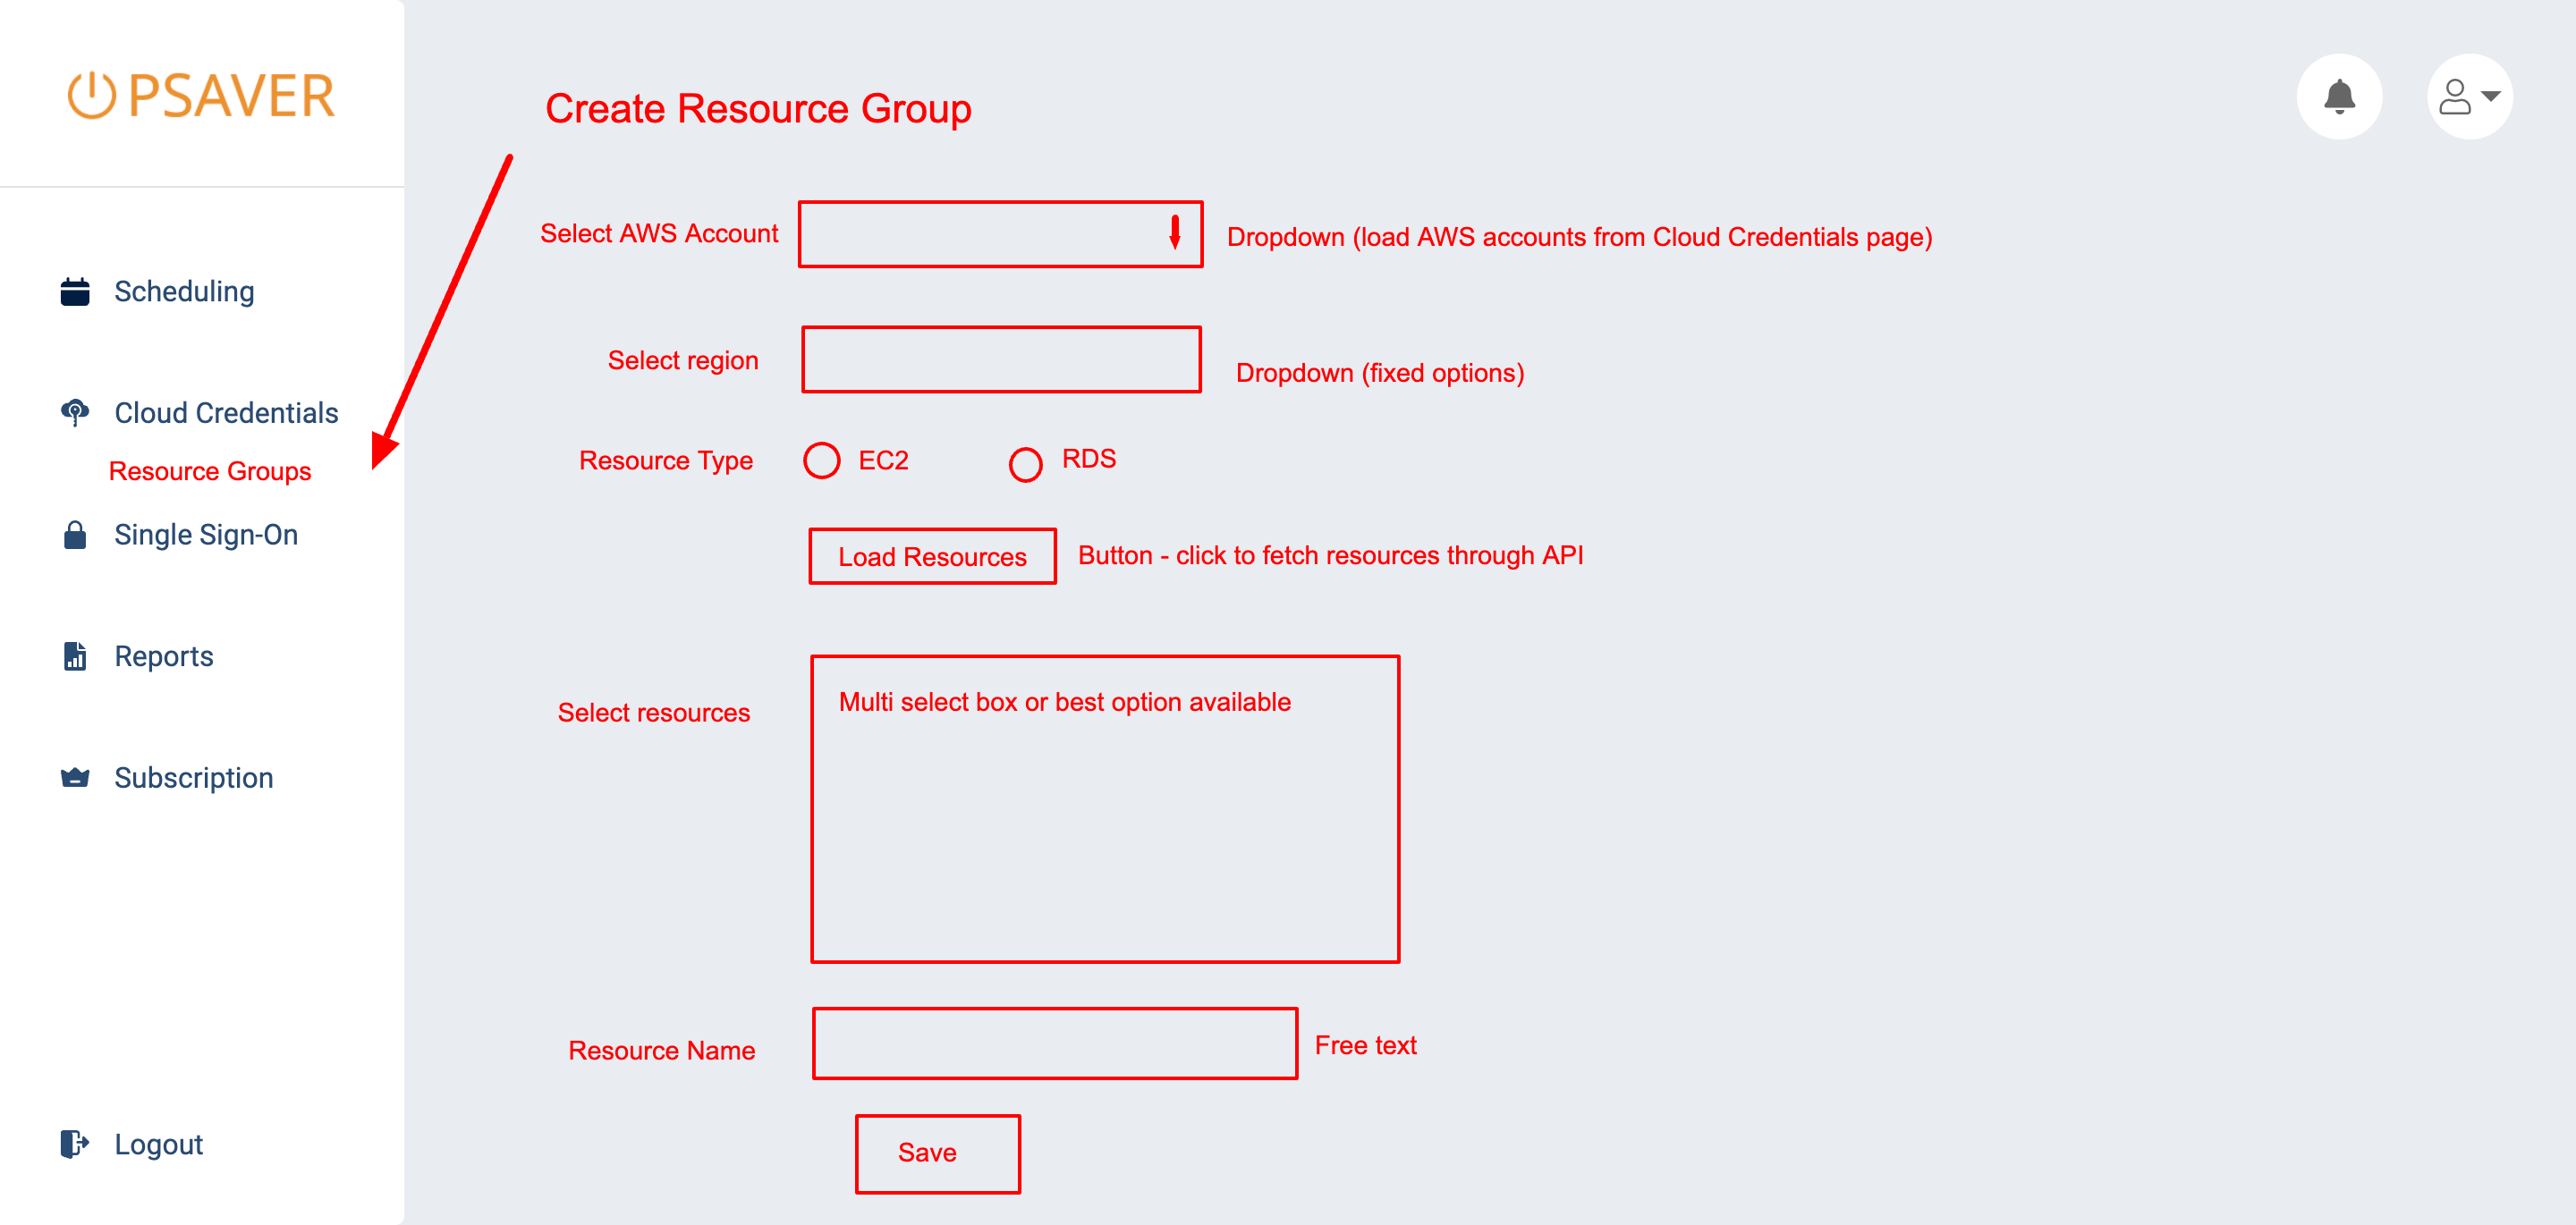 PSAVER
Create Resource Group
Select AWS Account
Dropdown (load AWS accounts from Cloud Credentials page)
Scheduling
Select region
Dropdown (fixed options)
Cloud Credentials
Resource Groups
Resource Type
EC2
RDS
Single Sign-On
Load Resources
Button - click to fetch resources through API
Reports
Select resources
Multi select box or best option available
Subscription
Resource Name
Free text
Logout
Save